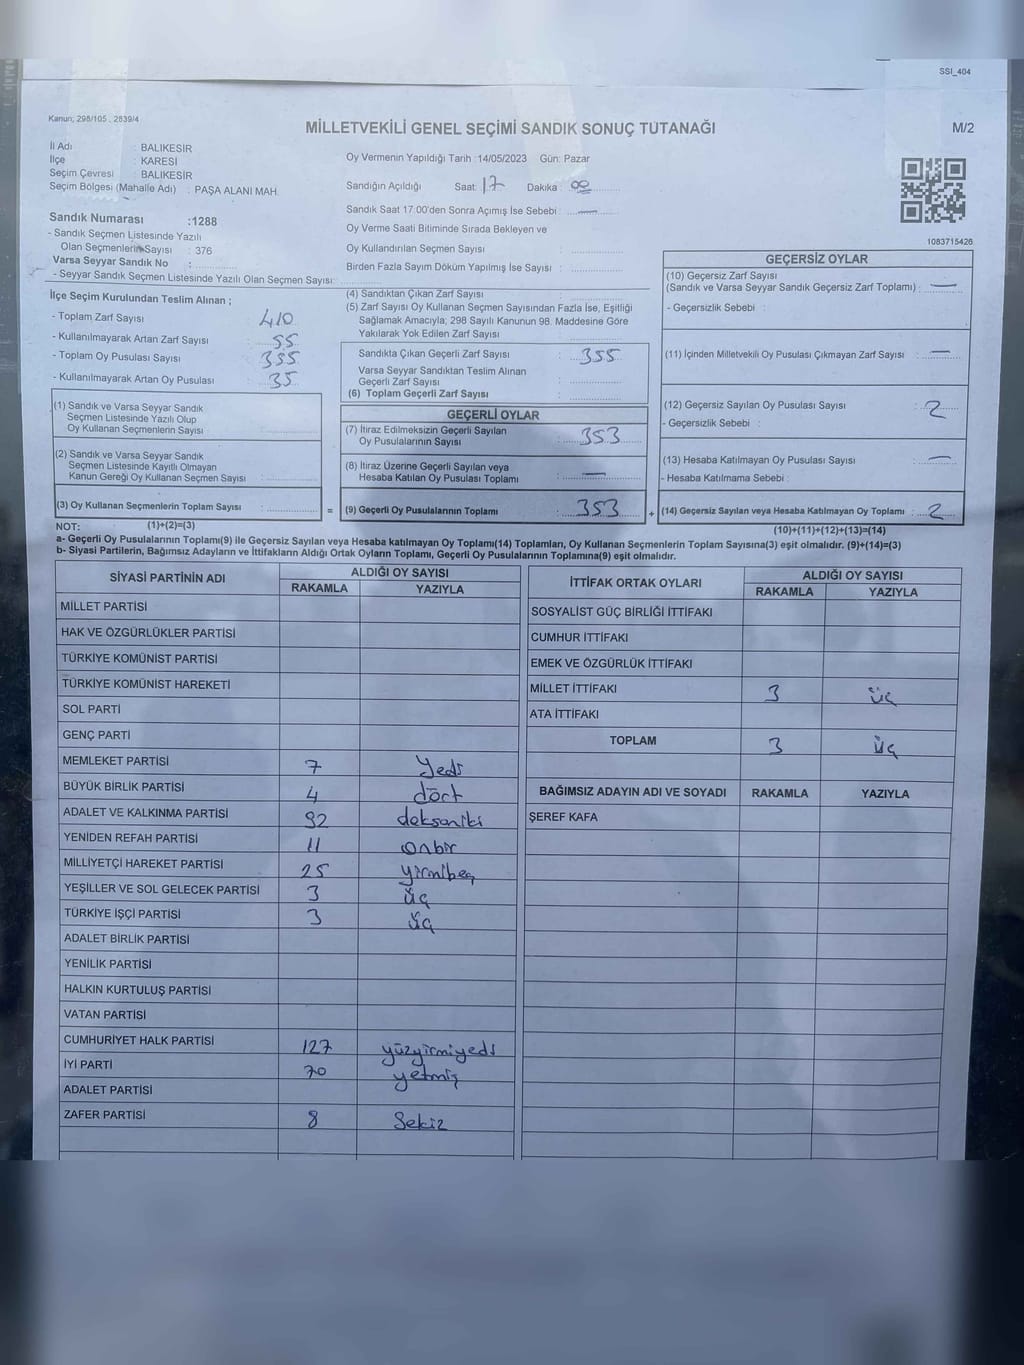 SSI_404
Kanun; 298/105 . 2839/4
MİLLETVEKİLİ GENEL SEÇİMİ SANDIK SONUÇ TUTANAĞI
M/2
İl Adı : BALIKESİR
İlçe : KARESİ
Seçim Çevresi : BALIKESİR
Seçim Bölgesi (Mahalle Adı) : PAŞA ALANI MAH.
Oy Vermenin Yapıldığı Tarih :14/05/2023 Gün: Pazar
Sandığın Açıldığı Saat: 17 Dakika : 00
Sandık Saat 17:00'den Sonra Açımış İse Sebebi : —
Oy Verme Saati Bitiminde Sırada Bekleyen ve
Oy Kullandırılan Seçmen Sayısı :
Birden Fazla Sayım Döküm Yapılmış İse Sayısı :
Sandık Numarası :1288
- Sandık Seçmen Listesinde Yazılı
Olan Seçmenlerin Sayısı : 376
Varsa Seyyar Sandık No :
- Seyyar Sandık Seçmen Listesinde Yazılı Olan Seçmen Sayısı:
1083715426
İlçe Seçim Kurulundan Teslim Alınan ;
- Toplam Zarf Sayısı : 410
- Kullanılmayarak Artan Zarf Sayısı : 55
- Toplam Oy Pusulası Sayısı : 355
- Kullanılmayarak Artan Oy Pusulası : 35
(1) Sandık ve Varsa Seyyar Sandık
Seçmen Listesinde Yazılı Olup
Oy Kullanan Seçmenlerin Sayısı :
(2) Sandık ve Varsa Seyyar Sandık
Seçmen Listesinde Kayıtlı Olmayan
Kanun Gereği Oy Kullanan Seçmen Sayısı :
(3) Oy Kullanan Seçmenlerin Toplam Sayısı : =
(1)+(2)=(3)
(4) Sandıktan Çıkan Zarf Sayısı :
(5) Zarf Sayısı Oy Kullanan Seçmen Sayısından Fazla İse, Eşitliği
Sağlamak Amacıyla; 298 Sayılı Kanunun 98. Maddesine Göre
Yakılarak Yok Edilen Zarf Sayısı :
Sandıkta Çıkan Geçerli Zarf Sayısı : 355
Varsa Seyyar Sandıktan Teslim Alınan
Geçerli Zarf Sayısı :
(6) Toplam Geçerli Zarf Sayısı :
GEÇERLİ OYLAR
(7) İtiraz Edilmeksizin Geçerli Sayılan
Oy Pusulalarının Sayısı : 353
(8) İtiraz Üzerine Geçerli Sayılan veya
Hesaba Katılan Oy Pusulası Toplamı : —
(9) Geçerli Oy Pusulalarının Toplamı : 353 +
GEÇERSİZ OYLAR
(10) Geçersiz Zarf Sayısı
(Sandık ve Varsa Seyyar Sandık Geçersiz Zarf Toplamı) : —
- Geçersizlik Sebebi :
(11) İçinden Milletvekili Oy Pusulası Çıkmayan Zarf Sayısı : —
(12) Geçersiz Sayılan Oy Pusulası Sayısı : 2
- Geçersizlik Sebebi :
(13) Hesaba Katılmayan Oy Pusulası Sayısı : —
- Hesaba Katılmama Sebebi :
(14) Geçersiz Sayılan veya Hesaba Katılmayan Oy Toplamı : 2
(10)+(11)+(12)+(13)=(14)
NOT:
a- Geçerli Oy Pusulalarının Toplamı(9) ile Geçersiz Sayılan veya Hesaba katılmayan Oy Toplamı(14) Toplamları, Oy Kullanan Seçmenlerin Toplam Sayısına(3) eşit olmalıdır. (9)+(14)=(3)
b- Siyasi Partilerin, Bağımsız Adayların ve İttifakların Aldığı Ortak Oyların Toplamı, Geçerli Oy Pusulalarının Toplamına(9) eşit olmalıdır.
SİYASİ PARTİNİN ADI ALDIĞI OY SAYISI
RAKAMLA YAZIYLA
MİLLET PARTİSİ
HAK VE ÖZGÜRLÜKLER PARTİSİ
TÜRKİYE KOMÜNİST PARTİSİ
TÜRKİYE KOMÜNİST HAREKETİ
SOL PARTİ
GENÇ PARTİ
MEMLEKET PARTİSİ 7 Yedi
BÜYÜK BİRLİK PARTİSİ 4 dört
ADALET VE KALKINMA PARTİSİ 92 doksaniki
YENİDEN REFAH PARTİSİ 11 onbir
MİLLİYETÇİ HAREKET PARTİSİ 25 yirmibeş
YEŞİLLER VE SOL GELECEK PARTİSİ 3 üç
TÜRKİYE İŞÇİ PARTİSİ 3 üç
ADALET BİRLİK PARTİSİ
YENİLİK PARTİSİ
HALKIN KURTULUŞ PARTİSİ
VATAN PARTİSİ
CUMHURİYET HALK PARTİSİ 127 yüzyirmiyedi
İYİ PARTİ 70 yetmiş
ADALET PARTİSİ
ZAFER PARTİSİ 8 Sekiz
İTTİFAK ORTAK OYLARI ALDIĞI OY SAYISI
RAKAMLA YAZIYLA
SOSYALİST GÜÇ BİRLİĞİ İTTİFAKI
CUMHUR İTTİFAKI
EMEK VE ÖZGÜRLÜK İTTİFAKI
MİLLET İTTİFAKI 3 üç
ATA İTTİFAKI
TOPLAM 3 üç
BAĞIMSIZ ADAYIN ADI VE SOYADI RAKAMLA YAZIYLA
ŞEREF KAFA